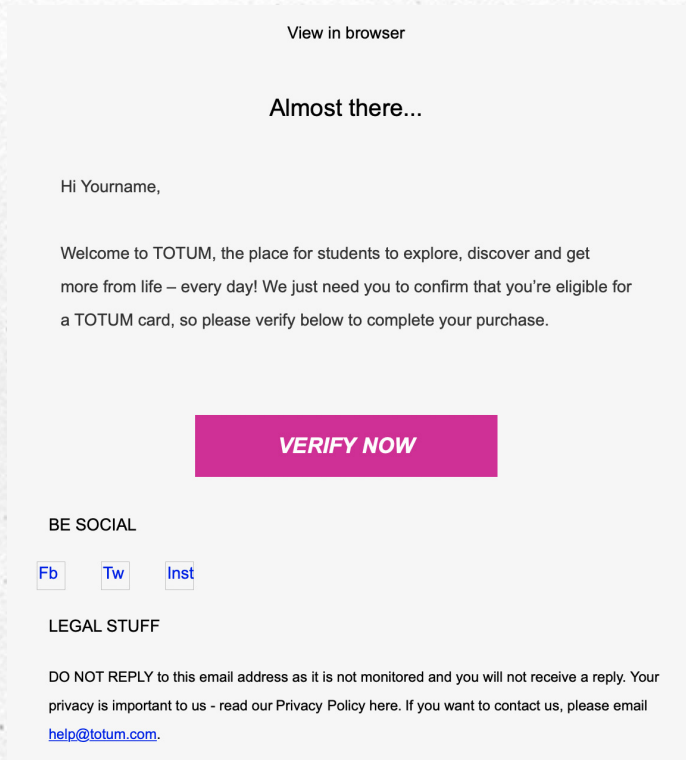 View in browser
Almost there...
Hi Yourname,
Welcome to TOTUM, the place for students to explore, discover and get
more from life – every day! We just need you to confirm that you’re eligible for
a TOTUM card, so please verify below to complete your purchase.
VERIFY NOW
BE SOCIAL
Fb Tw Inst
LEGAL STUFF
DO NOT REPLY to this email address as it is not monitored and you will not receive a reply. Your
privacy is important to us - read our Privacy Policy here. If you want to contact us, please email
help@totum.com.